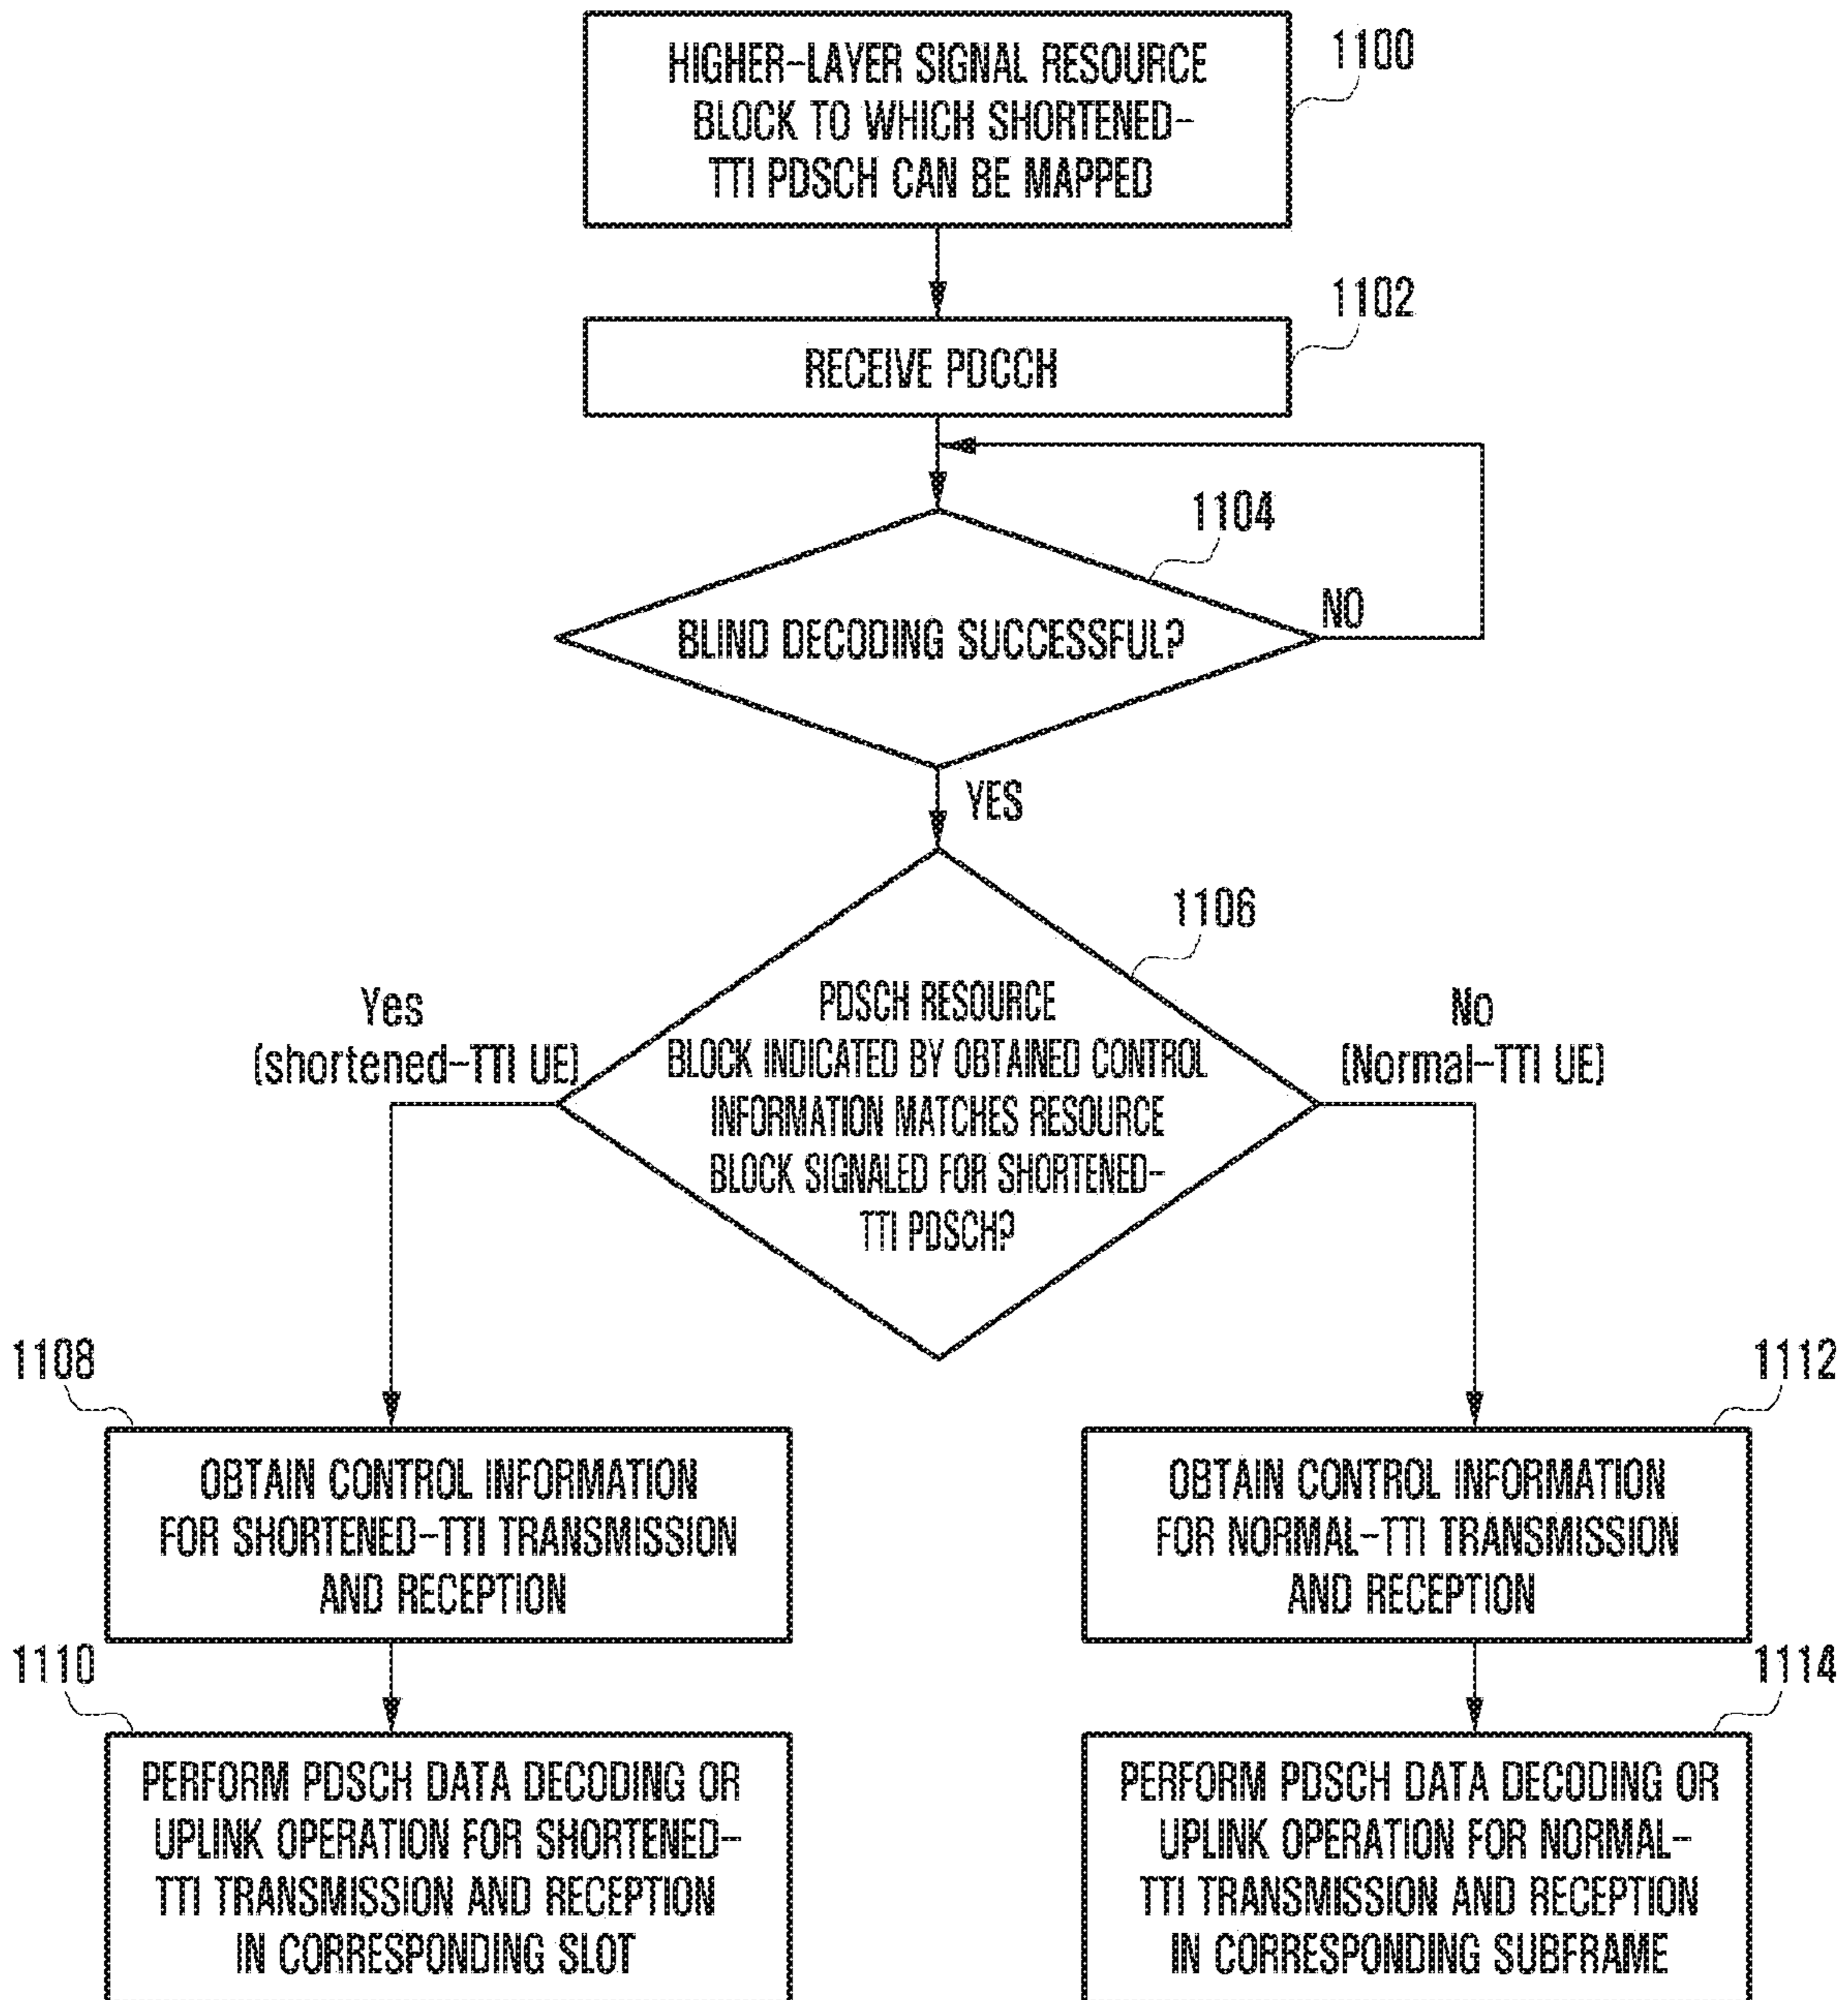 HIGHER-LAYER SIGNAL RESOURCE
BLOCK TO WHICH SHORTENED-
TTI PDSCH CAN BE MAPPED
1100
RECEIVE PDCCH
1102
1104
BLIND DECODING SUCCESSFUL?
NO
YES
1106
PDSCH RESOURCE
BLOCK INDICATED BY OBTAINED CONTROL
INFORMATION MATCHES RESOURCE
BLOCK SIGNALED FOR SHORTENED-
TTI PDSCH?
Yes
(shortened-TTI UE)
No
(Normal-TTI UE)
1108
OBTAIN CONTROL INFORMATION
FOR SHORTENED-TTI TRANSMISSION
AND RECEPTION
1112
OBTAIN CONTROL INFORMATION
FOR NORMAL-TTI TRANSMISSION
AND RECEPTION
1110
PERFORM PDSCH DATA DECODING OR
UPLINK OPERATION FOR SHORTENED-
TTI TRANSMISSION AND RECEPTION
IN CORRESPONDING SLOT
1114
PERFORM PDSCH DATA DECODING OR
UPLINK OPERATION FOR NORMAL-
TTI TRANSMISSION AND RECEPTION
IN CORRESPONDING SUBFRAME